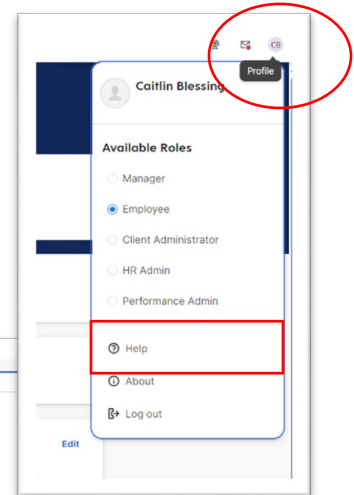 CB
Profile
Caitlin Blessing
Available Roles
Manager
Employee
Client Administrator
HR Admin
Performance Admin
Help
About
Log out
Edit